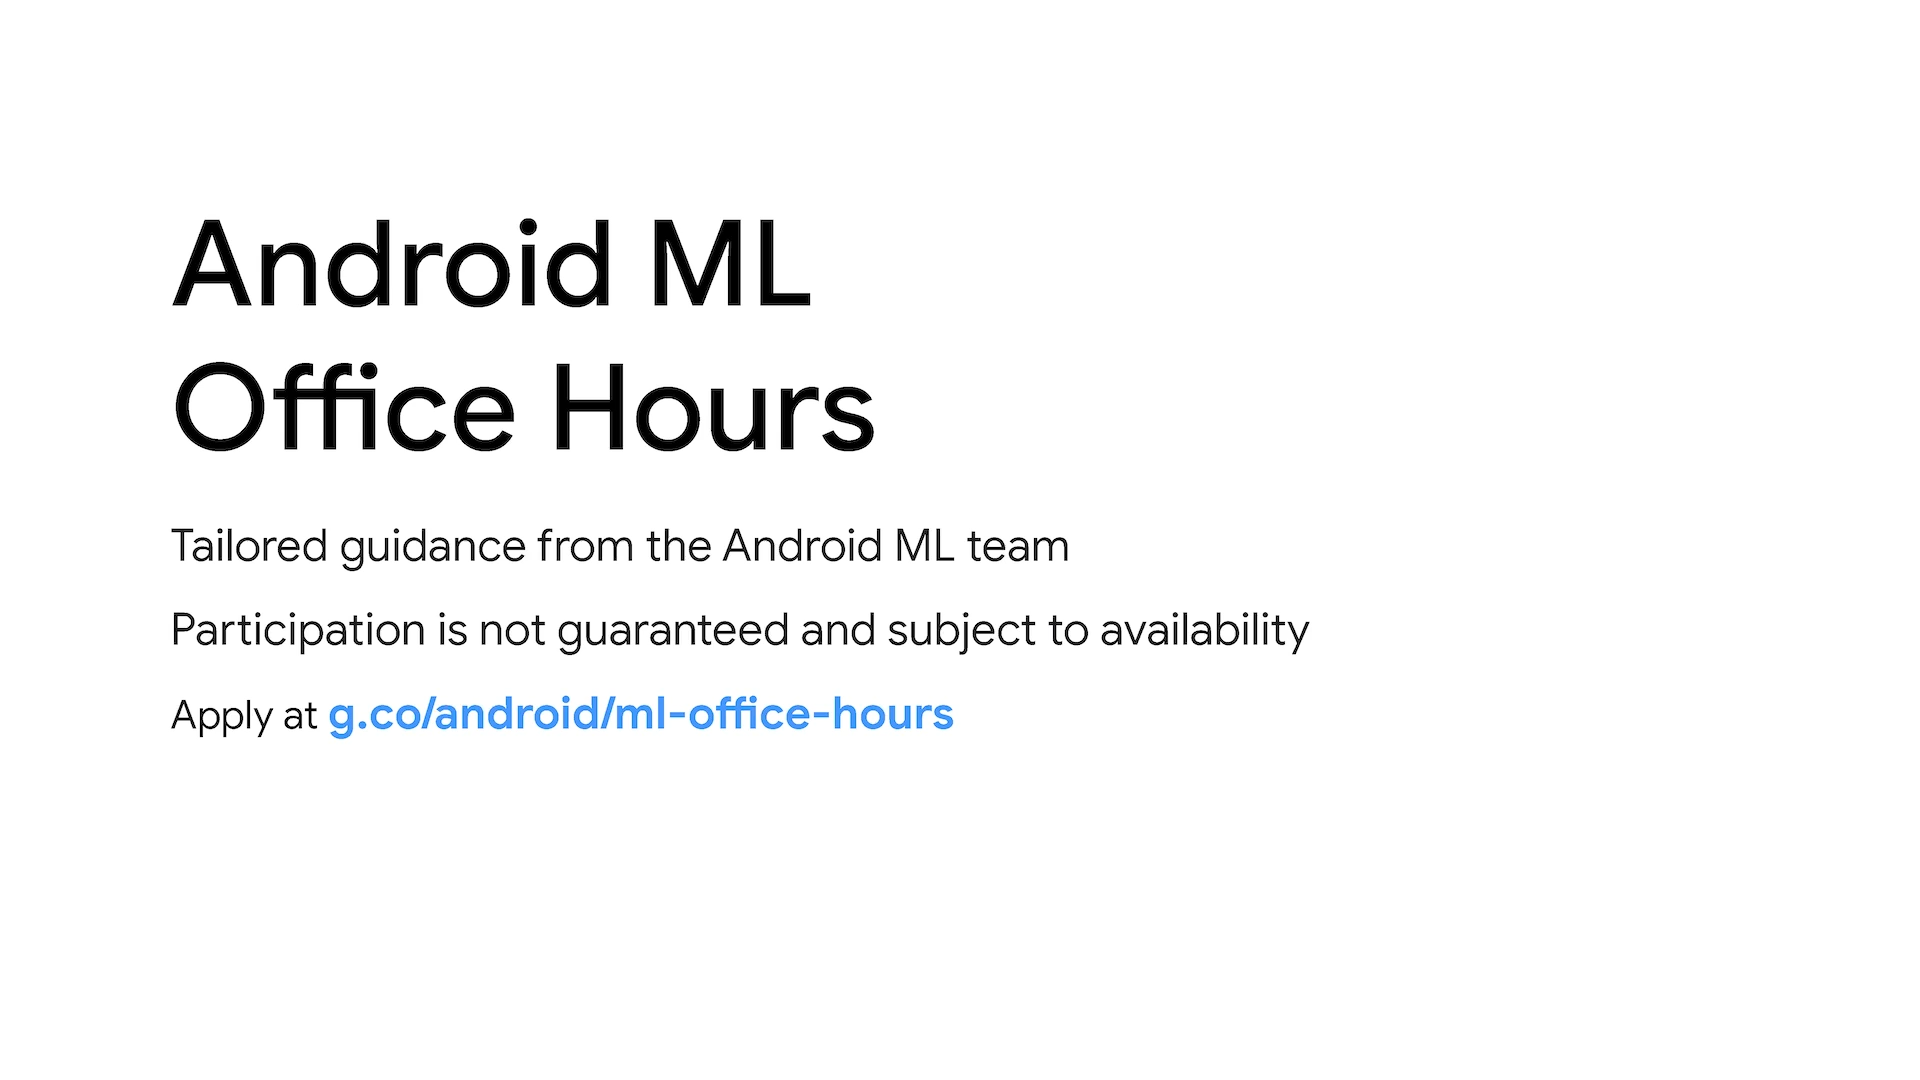 Android ML
Office Hours
Tailored guidance from the Android ML team
Participation is not guaranteed and subject to availability
Apply at g.co/android/ml-office-hours